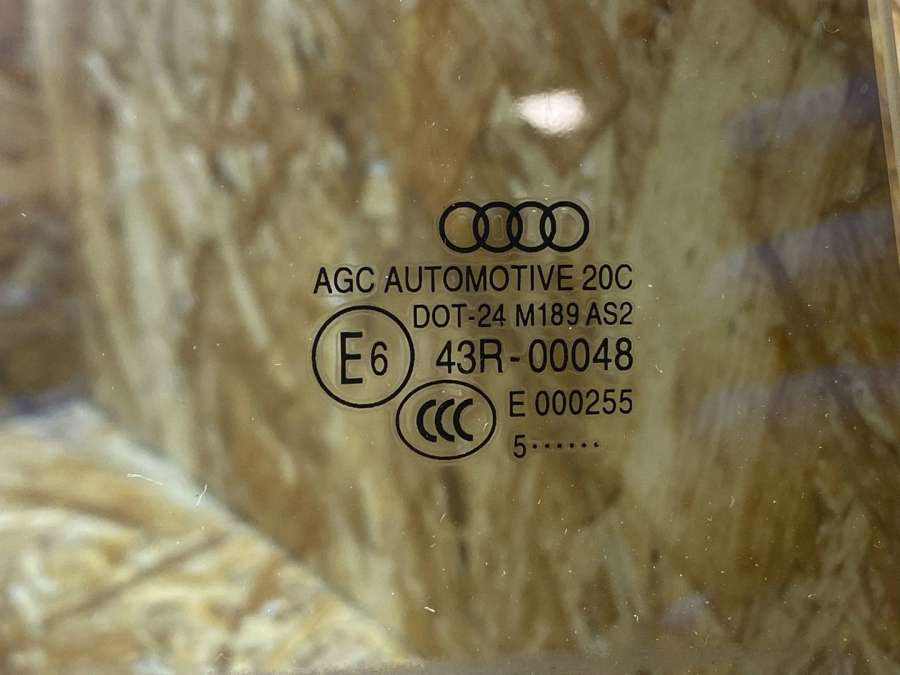 AGC AUTOMOTIVE 20C
DOT-24 M189 AS2
E6 43R-00048
CCC E 000255
5······